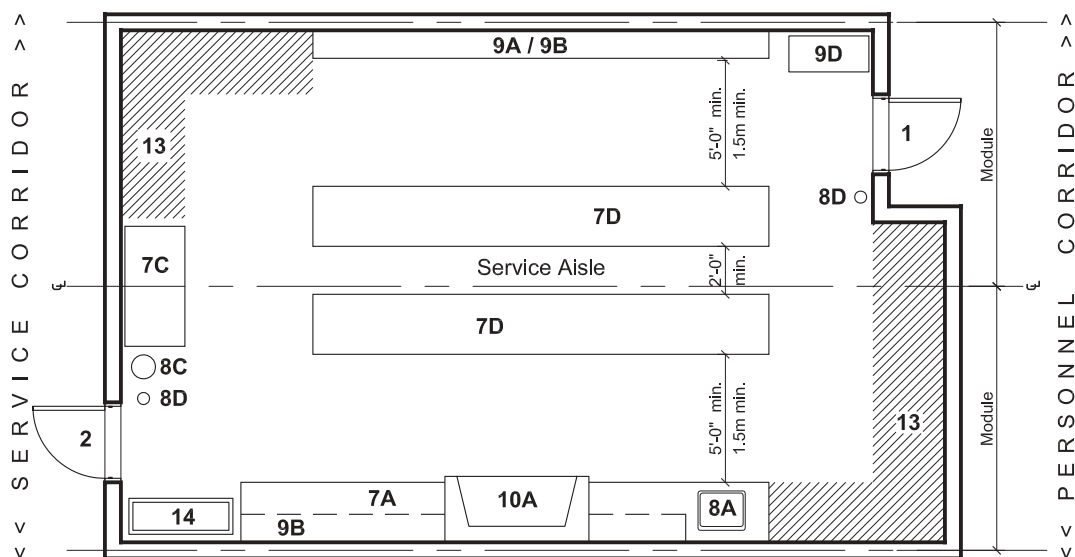 < < SERVICE CORRIDOR > >
9A / 9B
9D
13
5'-0" min.
1.5m min.
1
Module
7D
8D
7C
Service Aisle
2'-0"
min.
℄
℄
7D
8C
8D
5'-0" min.
1.5m min.
13
Module
2
7A
10A
8A
14
9B
< < PERSONNEL CORRIDOR > >